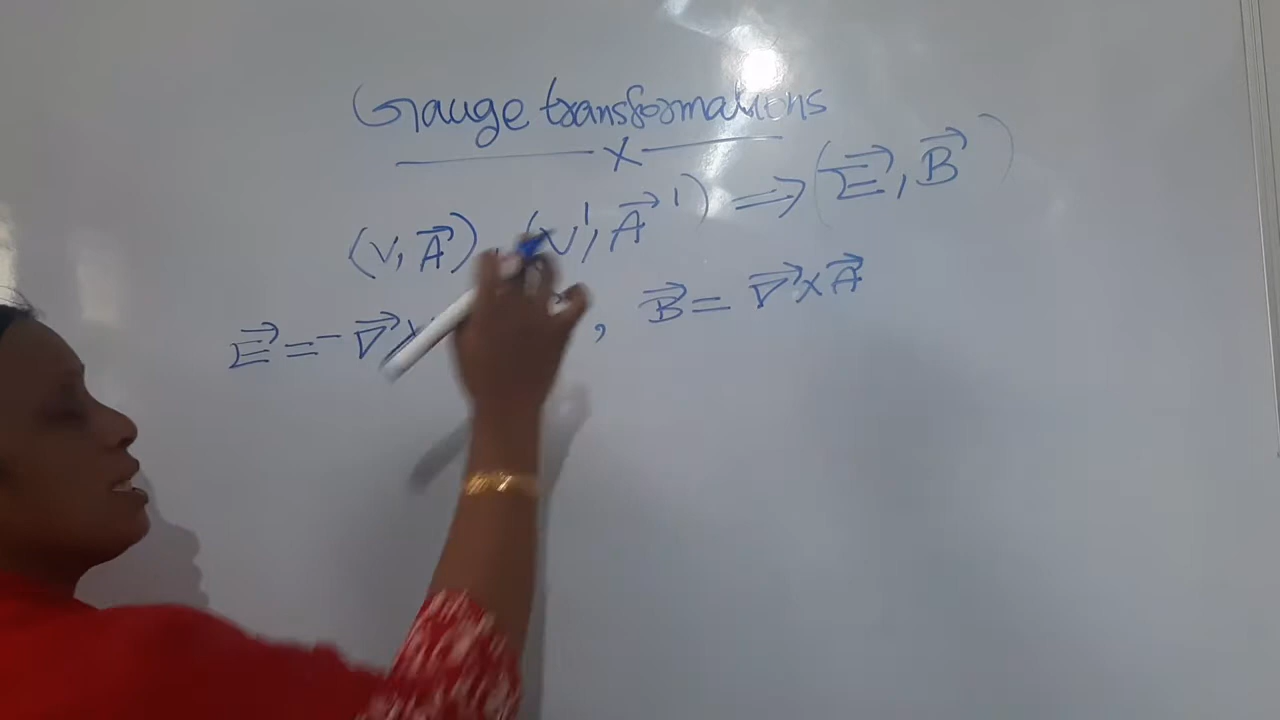 Gauge transformations
(V, A⃗), (V', A⃗') ⟹ (E⃗, B⃗)
E⃗ = - ∇⃗V , B⃗ = ∇⃗×A⃗